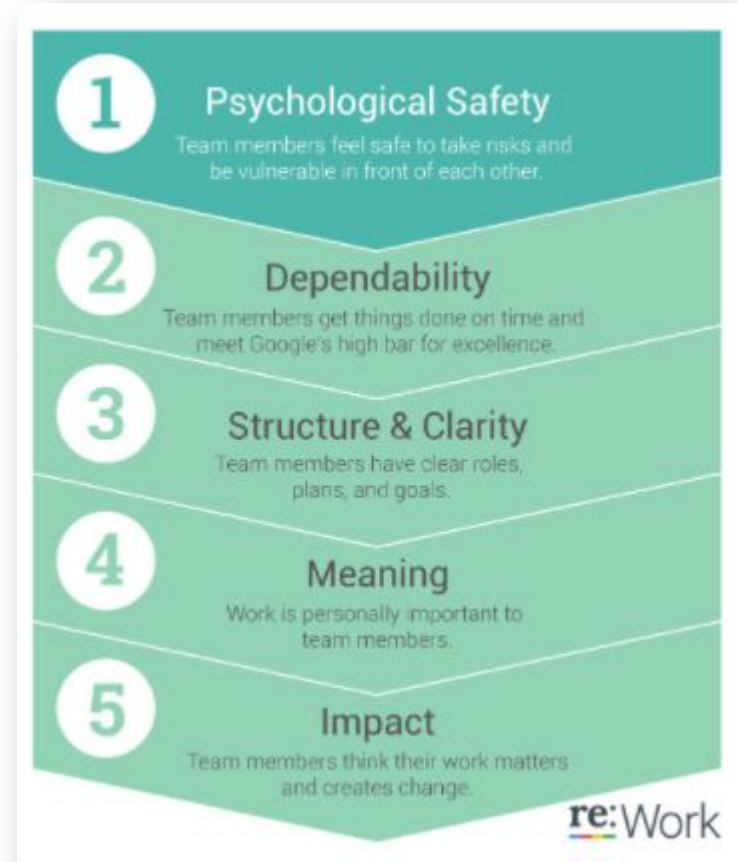 1
Psychological Safety
Team members feel safe to take risks and
be vulnerable in front of each other.
2
Dependability
Team members get things done on time and
meet Google's high bar for excellence.
3
Structure & Clarity
Team members have clear roles,
plans, and goals.
4
Meaning
Work is personally important to
team members.
5
Impact
Team members think their work matters
and creates change.
re:Work